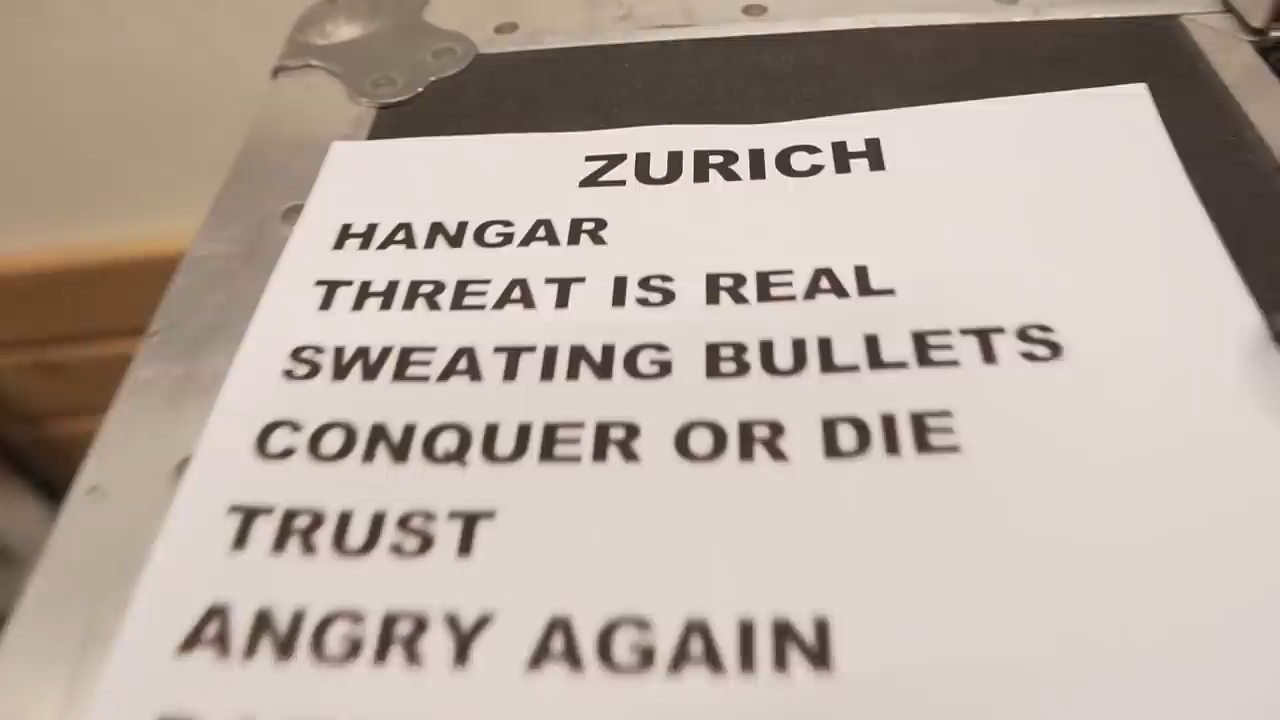 ZURICH
HANGAR
THREAT IS REAL
SWEATING BULLETS
CONQUER OR DIE
TRUST
ANGRY AGAIN